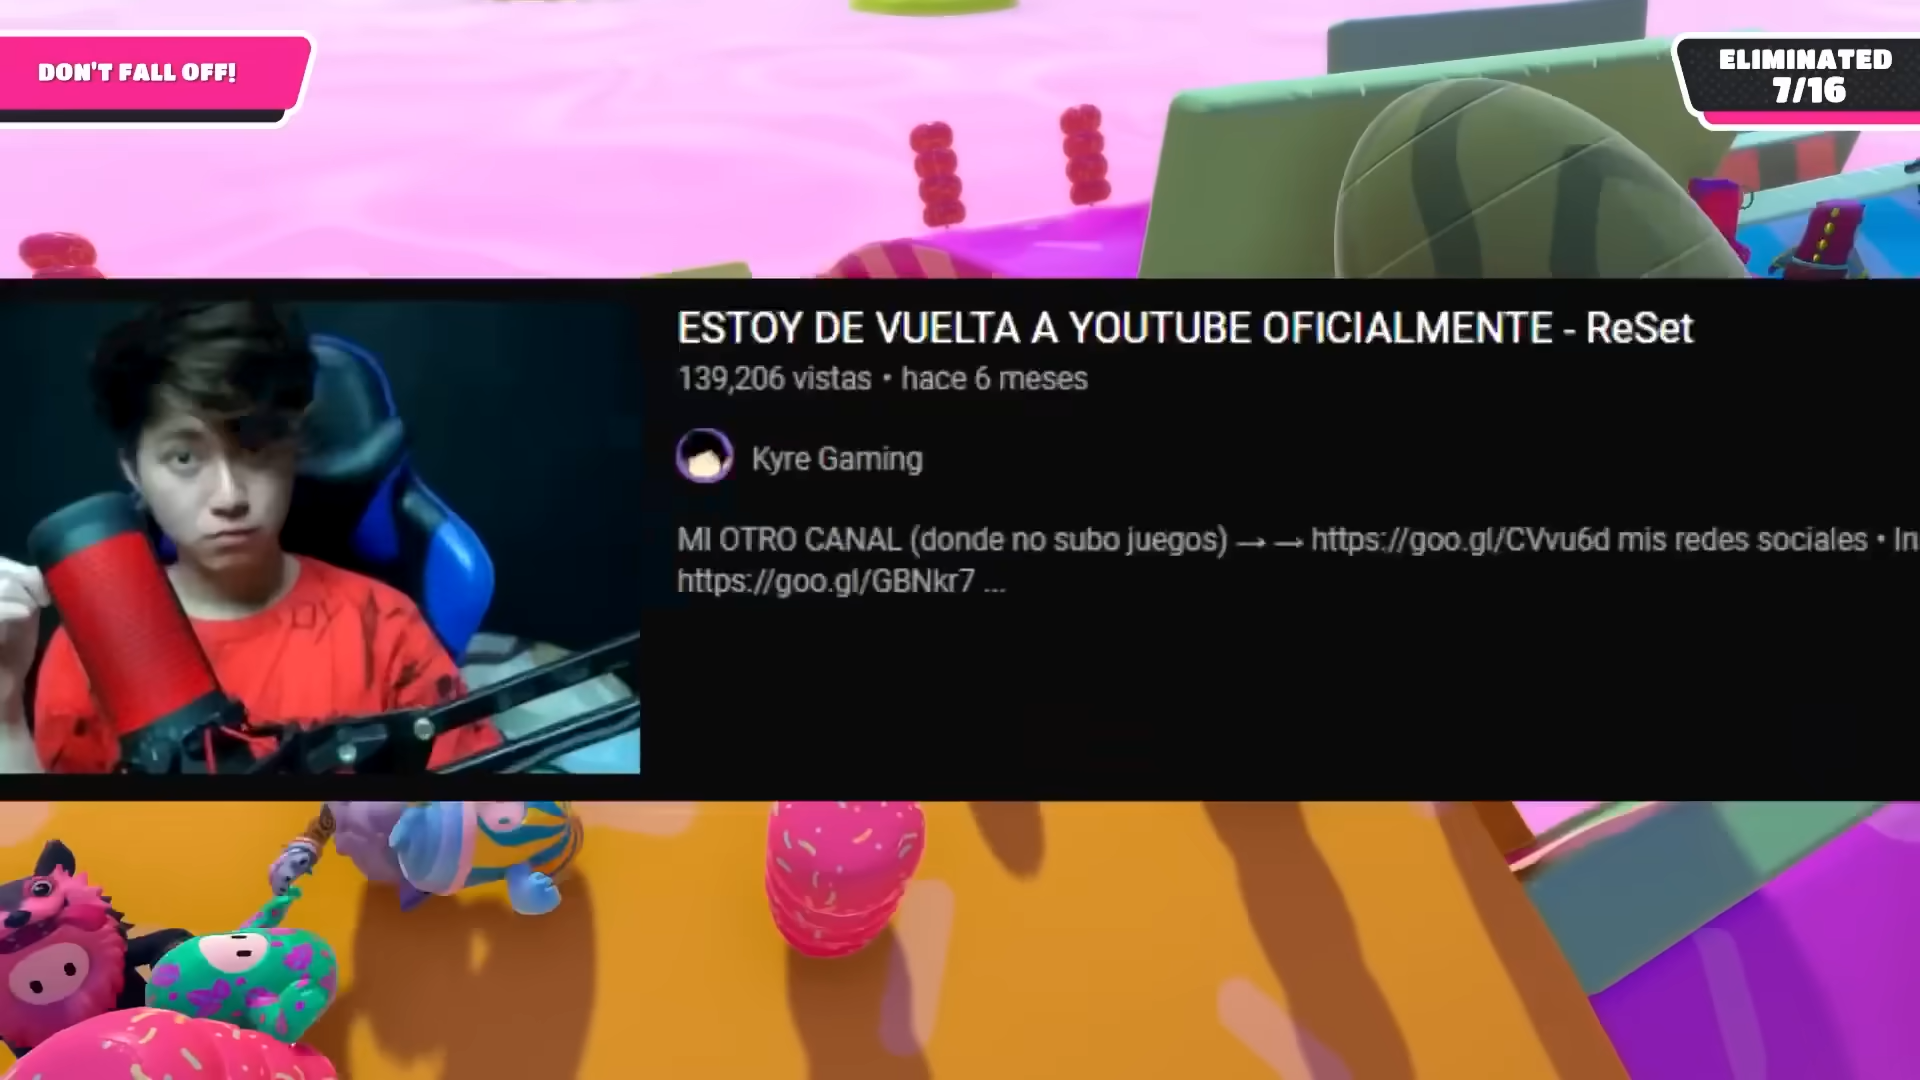 DON'T FALL OFF!
ELIMINATED
7/16
ESTOY DE VUELTA A YOUTUBE OFICIALMENTE - ReSet
139,206 vistas • hace 6 meses
Kyre Gaming
MI OTRO CANAL (donde no subo juegos) → → https://goo.gl/CVvu6d mis redes sociales • In
https://goo.gl/GBNkr7 ...